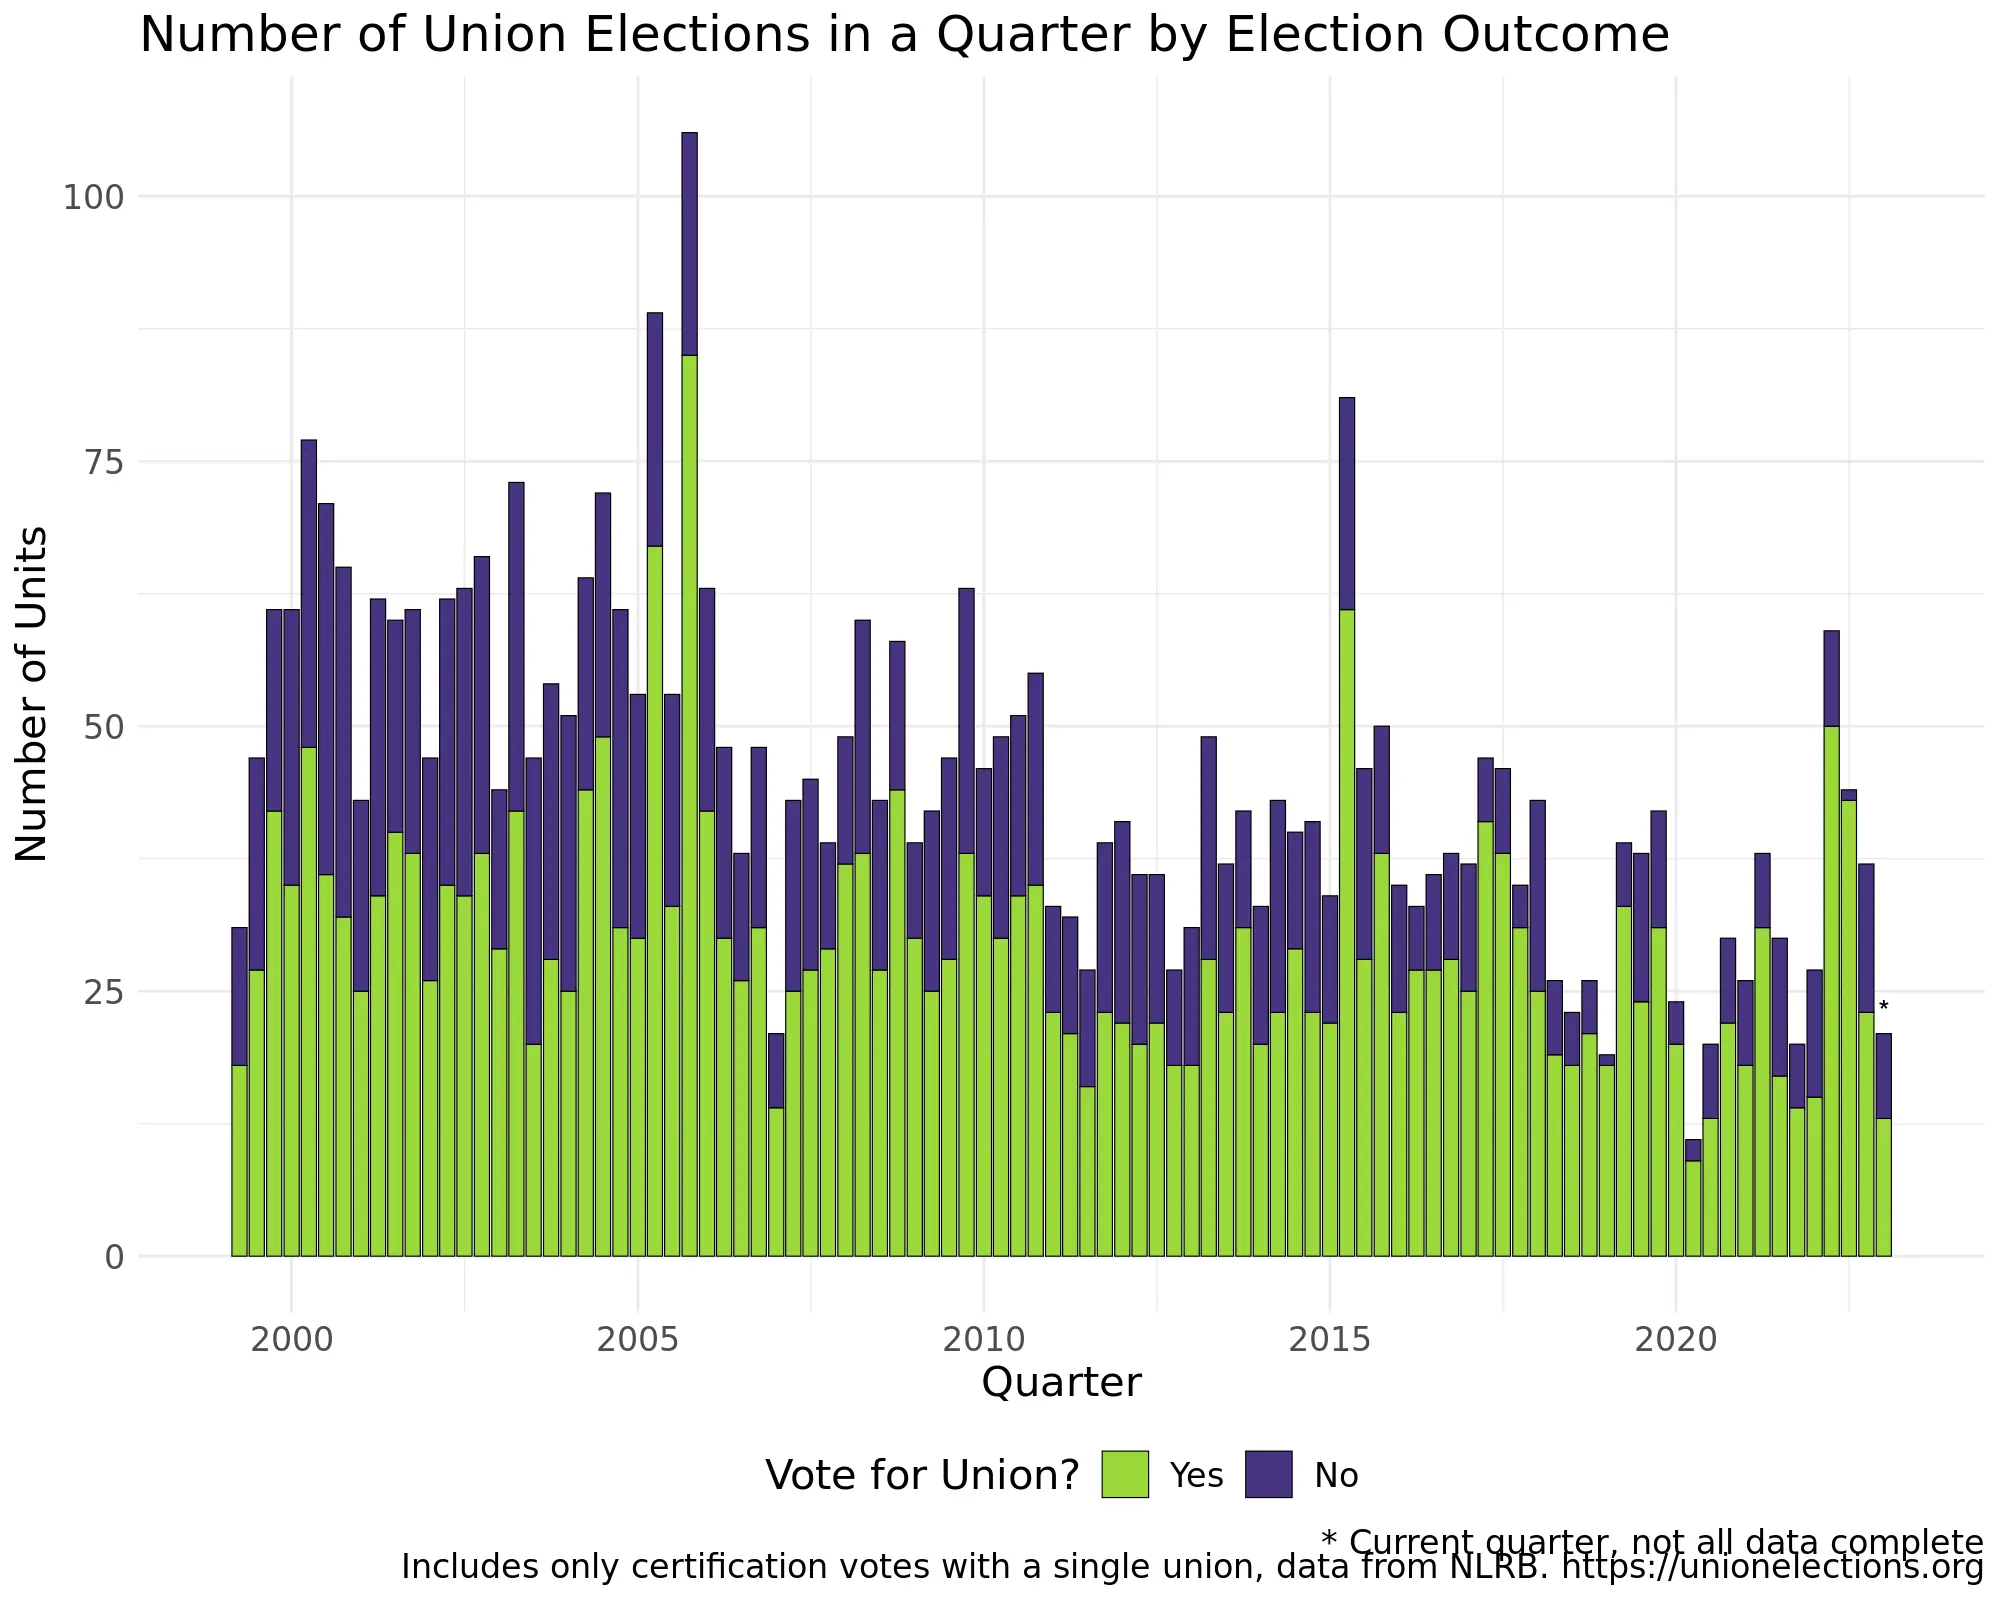 Number of Union Elections in a Quarter by Election Outcome
Number of Units
100
75
50
25
0
*
2000 2005 2010 2015 2020
Quarter
Vote for Union? Yes No
* Current quarter, not all data complete
Includes only certification votes with a single union, data from NLRB. https://unionelections.org